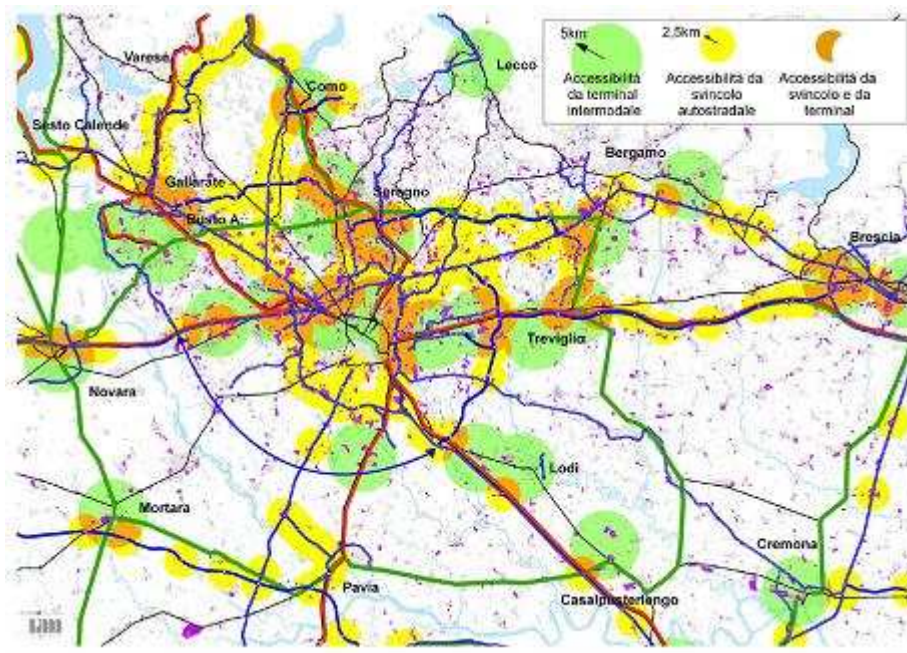 5km
Accessibilità
da terminal
intermodale
2,5km
Accessibilità da
svincolo
autostradale
Accessibilità da
svincolo e da
terminal
Varese
Lecco
Como
Sesto Calende
Bergamo
Gallarate
Seregno
Busto A.
Brescia
Treviglio
Novara
Lodi
Mortara
Cremona
Pavia
Casalpusterlengo